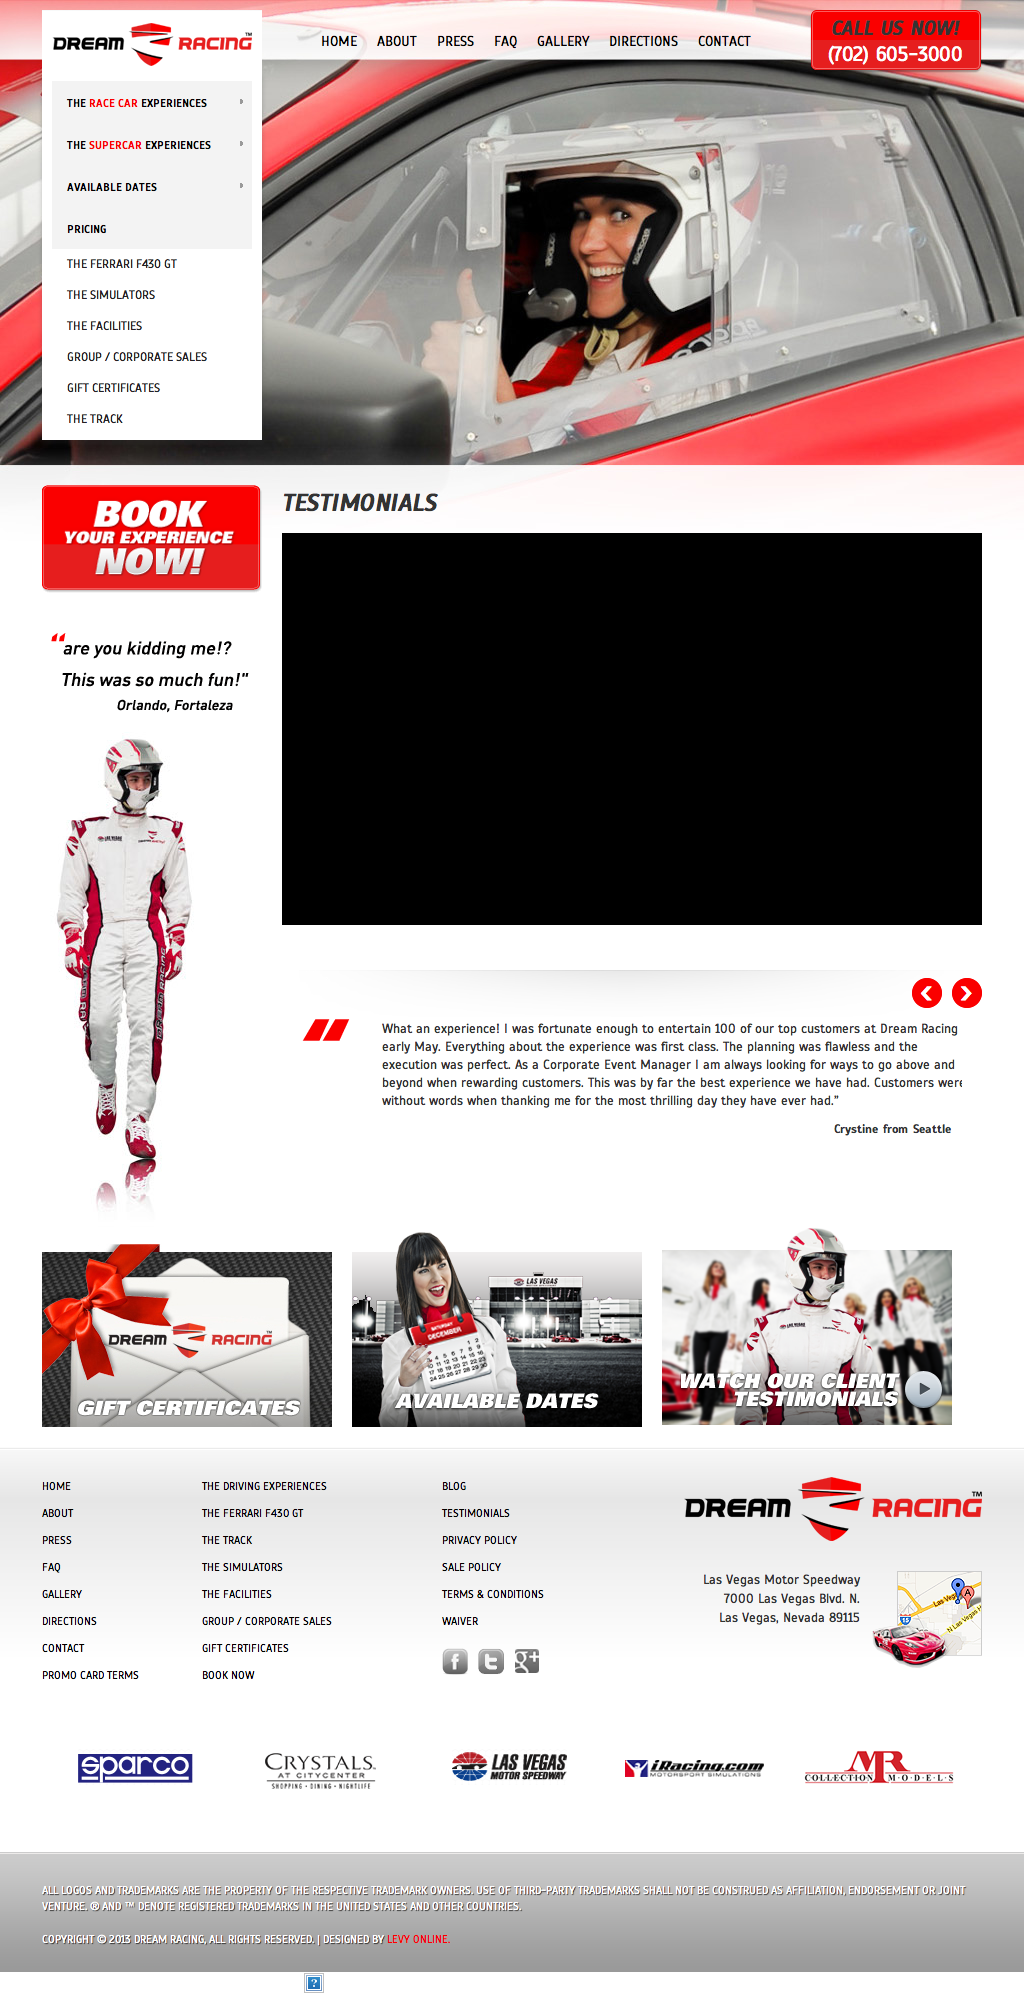 DREAM RACING™
HOME ABOUT PRESS FAQ GALLERY DIRECTIONS CONTACT
CALL US NOW!
(702) 605-3000
THE RACE CAR EXPERIENCES
THE SUPERCAR EXPERIENCES
AVAILABLE DATES
PRICING
THE FERRARI F430 GT
THE SIMULATORS
THE FACILITIES
GROUP / CORPORATE SALES
GIFT CERTIFICATES
THE TRACK
BOOK
YOUR EXPERIENCE
NOW!
TESTIMONIALS
“are you kidding me!?
This was so much fun!"
Orlando, Fortaleza
What an experience! I was fortunate enough to entertain 100 of our top customers at Dream Racing
early May. Everything about the experience was first class. The planning was flawless and the
execution was perfect. As a Corporate Event Manager I am always looking for ways to go above and
beyond when rewarding customers. This was by far the best experience we have had. Customers were
without words when thanking me for the most thrilling day they have ever had.”
Crystine from Seattle
DREAM RACING™
GIFT CERTIFICATES
LAS VEGAS
SATURDAY
DECEMBER
AVAILABLE DATES
WATCH OUR CLIENT
TESTIMONIALS
HOME
ABOUT
PRESS
FAQ
GALLERY
DIRECTIONS
CONTACT
PROMO CARD TERMS
THE DRIVING EXPERIENCES
THE FERRARI F430 GT
THE TRACK
THE SIMULATORS
THE FACILITIES
GROUP / CORPORATE SALES
GIFT CERTIFICATES
BOOK NOW
BLOG
TESTIMONIALS
PRIVACY POLICY
SALE POLICY
TERMS & CONDITIONS
WAIVER
DREAM RACING™
Las Vegas Motor Speedway
7000 Las Vegas Blvd. N.
Las Vegas, Nevada 89115
sparco
CRYSTALS
AT CITYCENTER
SHOPPING • DINING • NIGHTLIFE
LAS VEGAS
MOTOR SPEEDWAY
iRacing.com
MOTORSPORT SIMULATIONS
MR
COLLECTION MODELS
ALL LOGOS AND TRADEMARKS ARE THE PROPERTY OF THE RESPECTIVE TRADEMARK OWNERS. USE OF THIRD-PARTY TRADEMARKS SHALL NOT BE CONSTRUED AS AFFILIATION, ENDORSEMENT OR JOINT
VENTURE. ® AND ™ DENOTE REGISTERED TRADEMARKS IN THE UNITED STATES AND OTHER COUNTRIES.
COPYRIGHT © 2013 DREAM RACING, ALL RIGHTS RESERVED. | DESIGNED BY LEVY ONLINE.